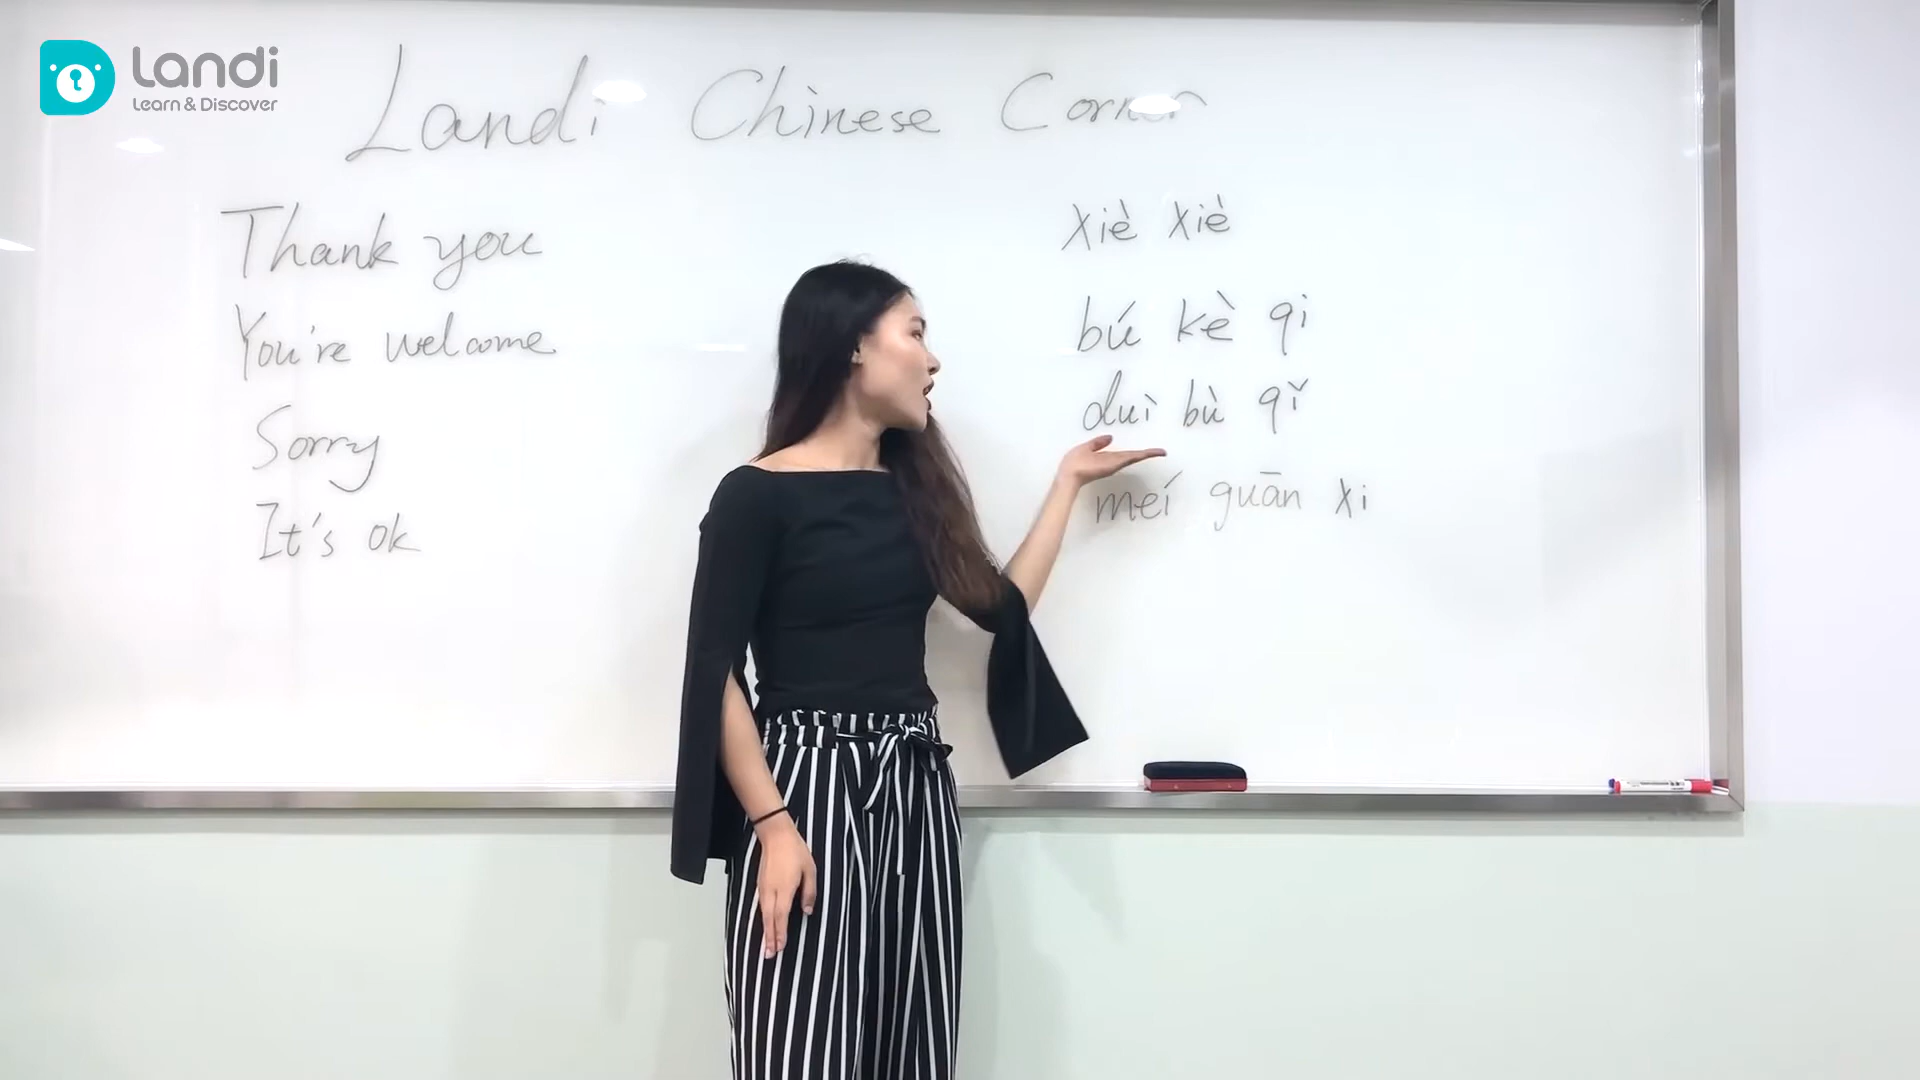 Landi
Learn & Discover
Landi Chinese Corner
Thank you
xiè xiè
You're welcome
bú kè qi
Sorry
duì bù qǐ
It's ok
meí guān xi